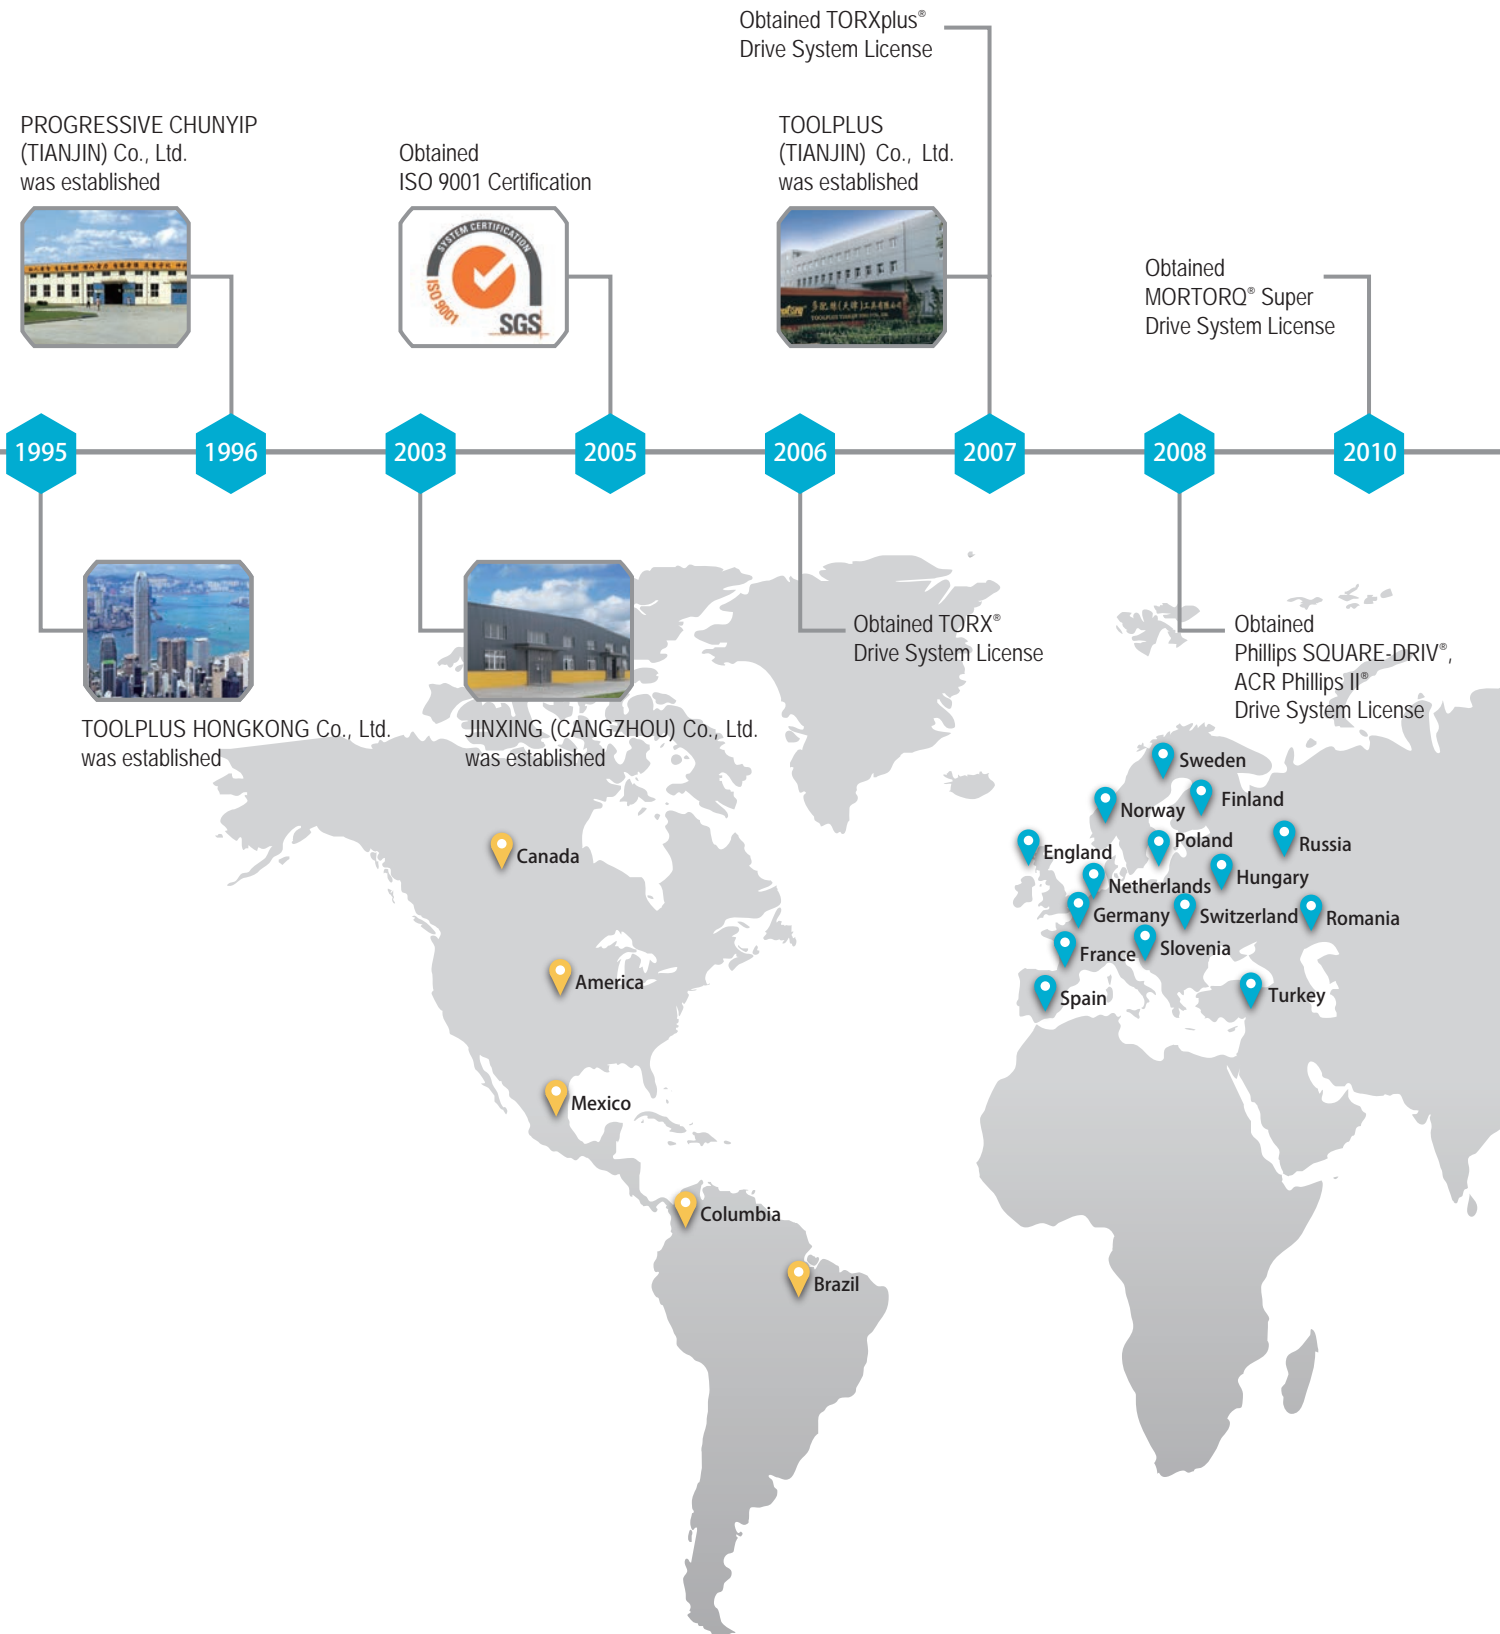 Obtained TORXplus®
Drive System License
PROGRESSIVE CHUNYIP
(TIANJIN) Co., Ltd.
was established
Obtained
ISO 9001 Certification
TOOLPLUS
(TIANJIN) Co., Ltd.
was established
SYSTEM CERTIFICATION
ISO 9001
SGS
Obtained
MORTORQ® Super
Drive System License
1995
1996
2003
2005
2006
2007
2008
2010
TOOLPLUS HONGKONG Co., Ltd.
was established
JINXING (CANGZHOU) Co., Ltd.
was established
Obtained TORX®
Drive System License
Obtained
Phillips SQUARE-DRIV®,
ACR Phillips II®
Drive System License
Sweden
Finland
Norway
Poland
Russia
England
Hungary
Netherlands
Germany
Switzerland
Romania
France
Slovenia
Spain
Turkey
Canada
America
Mexico
Columbia
Brazil